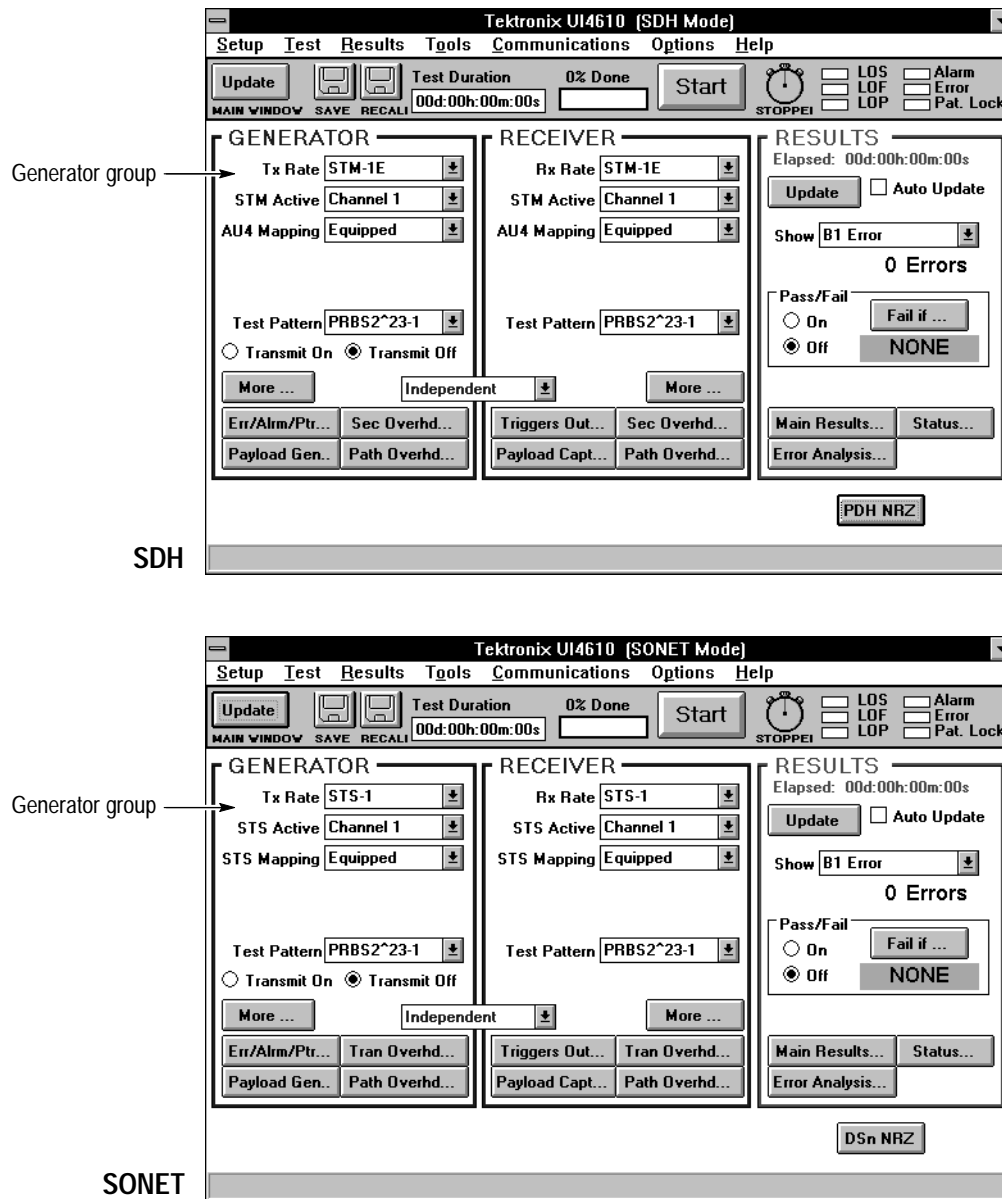 Tektronix UI4610 (SDH Mode)
Setup Test Results Tools Communications Options Help
Update
MAIN WINDOW
SAVE RECALL
Test Duration 0% Done
00d:00h:00m:00s
Start
STOPPEI
LOS Alarm
LOF Error
LOP Pat. Lock
Generator group
GENERATOR
Tx Rate STM-1E
STM Active Channel 1
AU4 Mapping Equipped
Test Pattern PRBS2^23-1
Transmit On Transmit Off
More ...
Independent
Err/Alrm/Ptr... Sec Overhd...
Payload Gen.. Path Overhd...
RECEIVER
Rx Rate STM-1E
STM Active Channel 1
AU4 Mapping Equipped
Test Pattern PRBS2^23-1
More ...
Triggers Out... Sec Overhd...
Payload Capt... Path Overhd...
RESULTS
Elapsed: 00d:00h:00m:00s
Update Auto Update
Show B1 Error
0 Errors
Pass/Fail
On Fail if ...
Off NONE
Main Results... Status...
Error Analysis...
PDH NRZ
SDH
Tektronix UI4610 (SONET Mode)
Setup Test Results Tools Communications Options Help
Update
MAIN WINDOW
SAVE RECALL
Test Duration 0% Done
00d:00h:00m:00s
Start
STOPPEI
LOS Alarm
LOF Error
LOP Pat. Lock
Generator group
GENERATOR
Tx Rate STS-1
STS Active Channel 1
STS Mapping Equipped
Test Pattern PRBS2^23-1
Transmit On Transmit Off
More ...
Independent
Err/Alrm/Ptr... Tran Overhd...
Payload Gen.. Path Overhd...
RECEIVER
Rx Rate STS-1
STS Active Channel 1
STS Mapping Equipped
Test Pattern PRBS2^23-1
More ...
Triggers Out... Tran Overhd...
Payload Capt... Path Overhd...
RESULTS
Elapsed: 00d:00h:00m:00s
Update Auto Update
Show B1 Error
0 Errors
Pass/Fail
On Fail if ...
Off NONE
Main Results... Status...
Error Analysis...
DSn NRZ
SONET